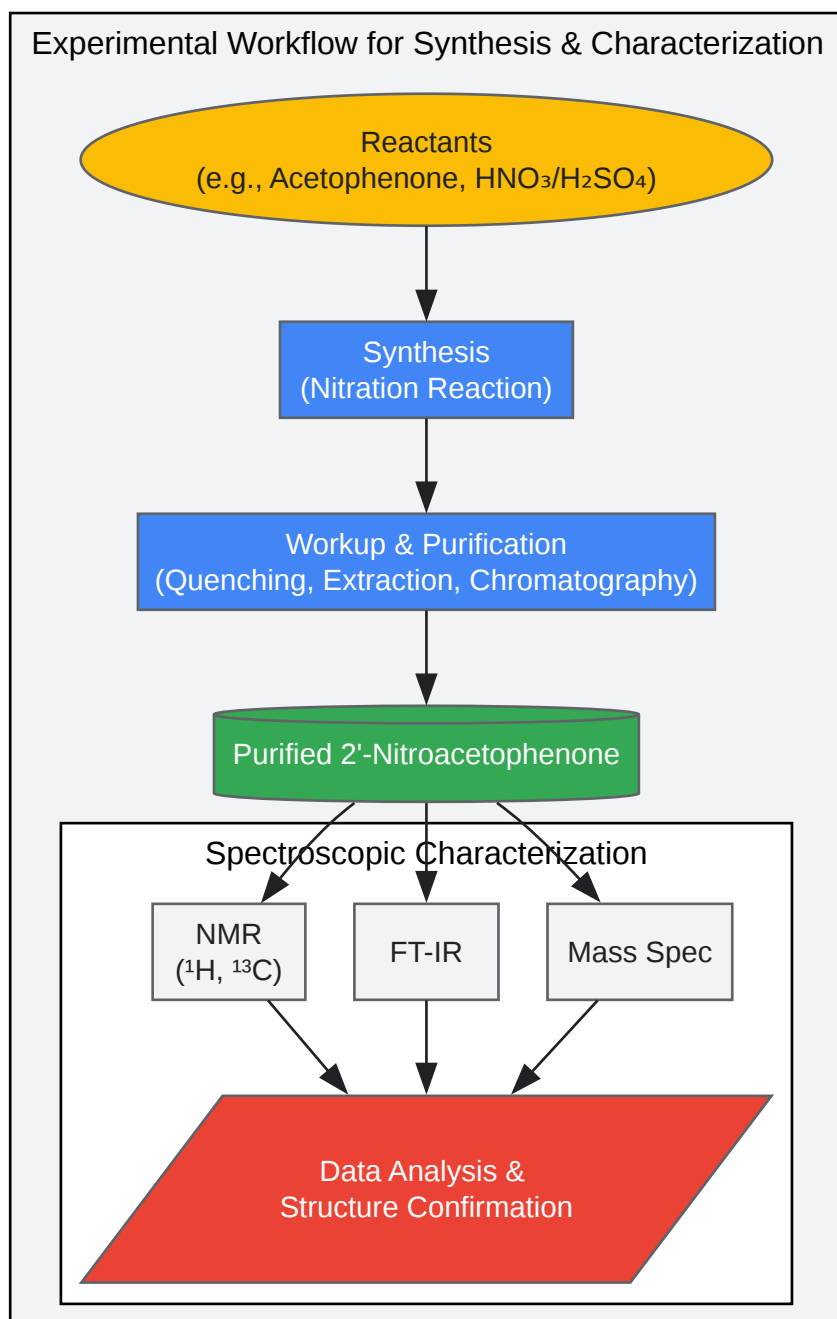 Experimental Workflow for Synthesis & Characterization
Reactants
(e.g., Acetophenone, HNO₃/H₂SO₄)
Synthesis
(Nitration Reaction)
Workup & Purification
(Quenching, Extraction, Chromatography)
Purified 2'-Nitroacetophenone
Spectroscopic Characterization
NMR
(¹H, ¹³C)
FT-IR
Mass Spec
Data Analysis &
Structure Confirmation